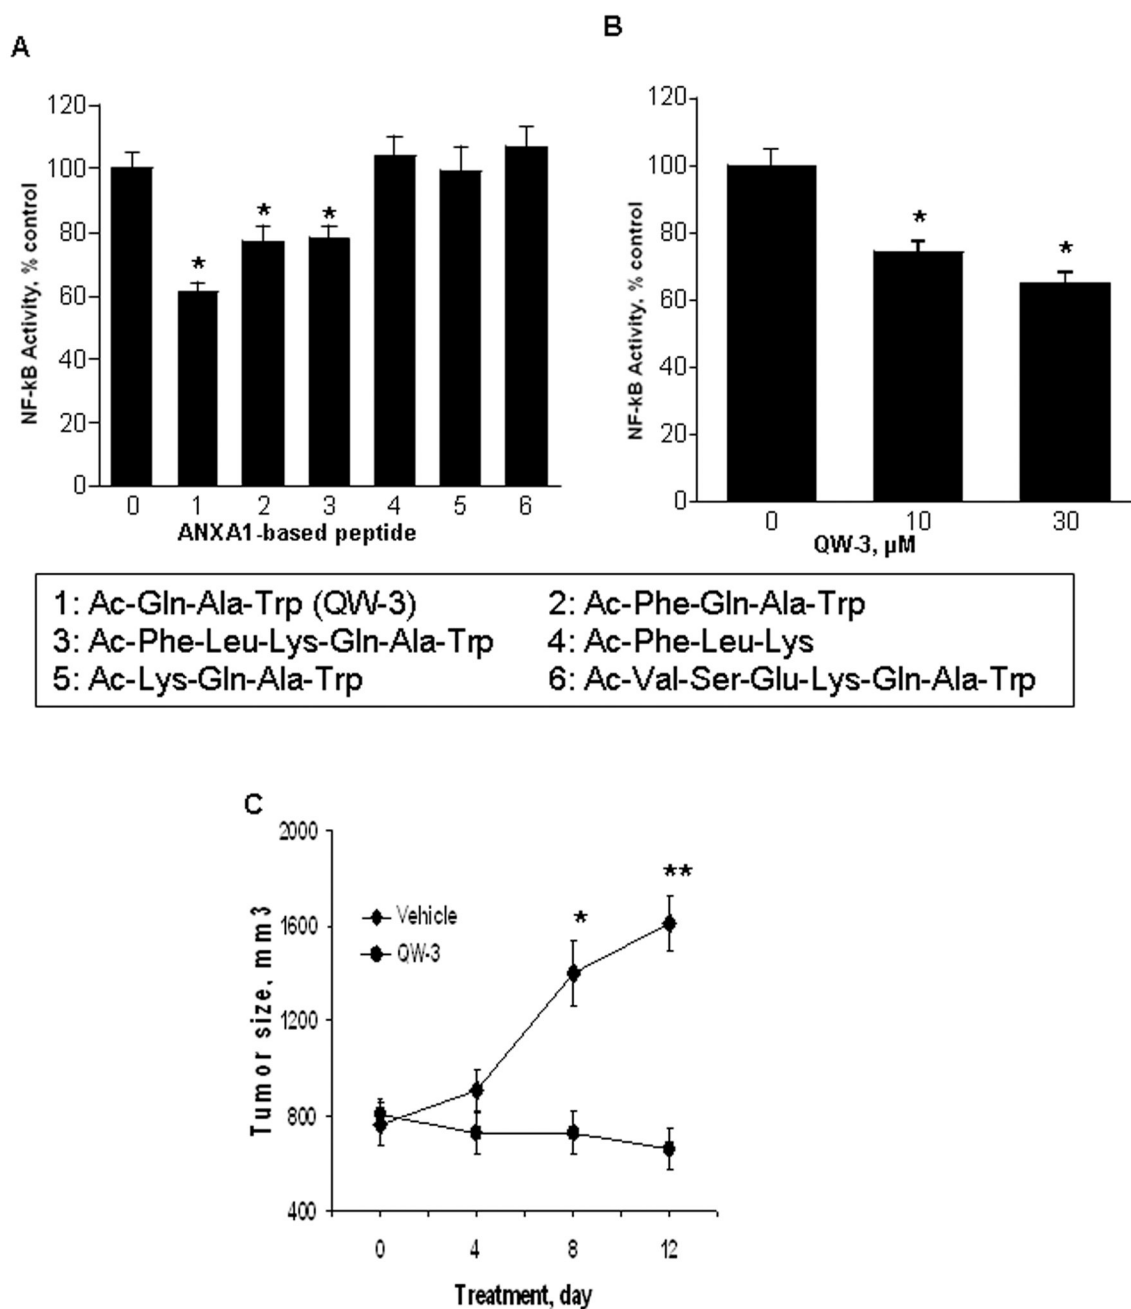 A
NF-kB Activity, % control
120
100
80
60
40
20
0
*
*
*
0 1 2 3 4 5 6
ANXA1-based peptide
B
NF-kB Activity, % control
120
100
80
60
40
20
0
*
*
0 10 30
QW-3, µM
1: Ac-Gln-Ala-Trp (QW-3) 2: Ac-Phe-Gln-Ala-Trp
3: Ac-Phe-Leu-Lys-Gln-Ala-Trp 4: Ac-Phe-Leu-Lys
5: Ac-Lys-Gln-Ala-Trp 6: Ac-Val-Ser-Glu-Lys-Gln-Ala-Trp
C
Tumor size, mm3
2000
1600
1200
800
400
Vehicle
QW-3
*
**
0 4 8 12
Treatment, day